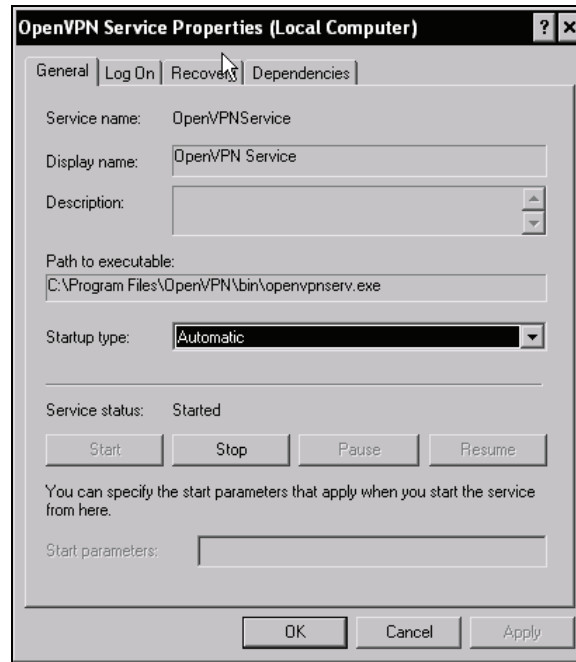 OpenVPN Service Properties (Local Computer)
General
Log On
Recovery
Dependencies
Service name: OpenVPNService
Display name: OpenVPN Service
Description:
Path to executable:
C:\Program Files\OpenVPN\bin\openvpnserv.exe
Startup type: Automatic
Service status: Started
Start
Stop
Pause
Resume
You can specify the start parameters that apply when you start the service
from here.
Start parameters:
OK
Cancel
Apply